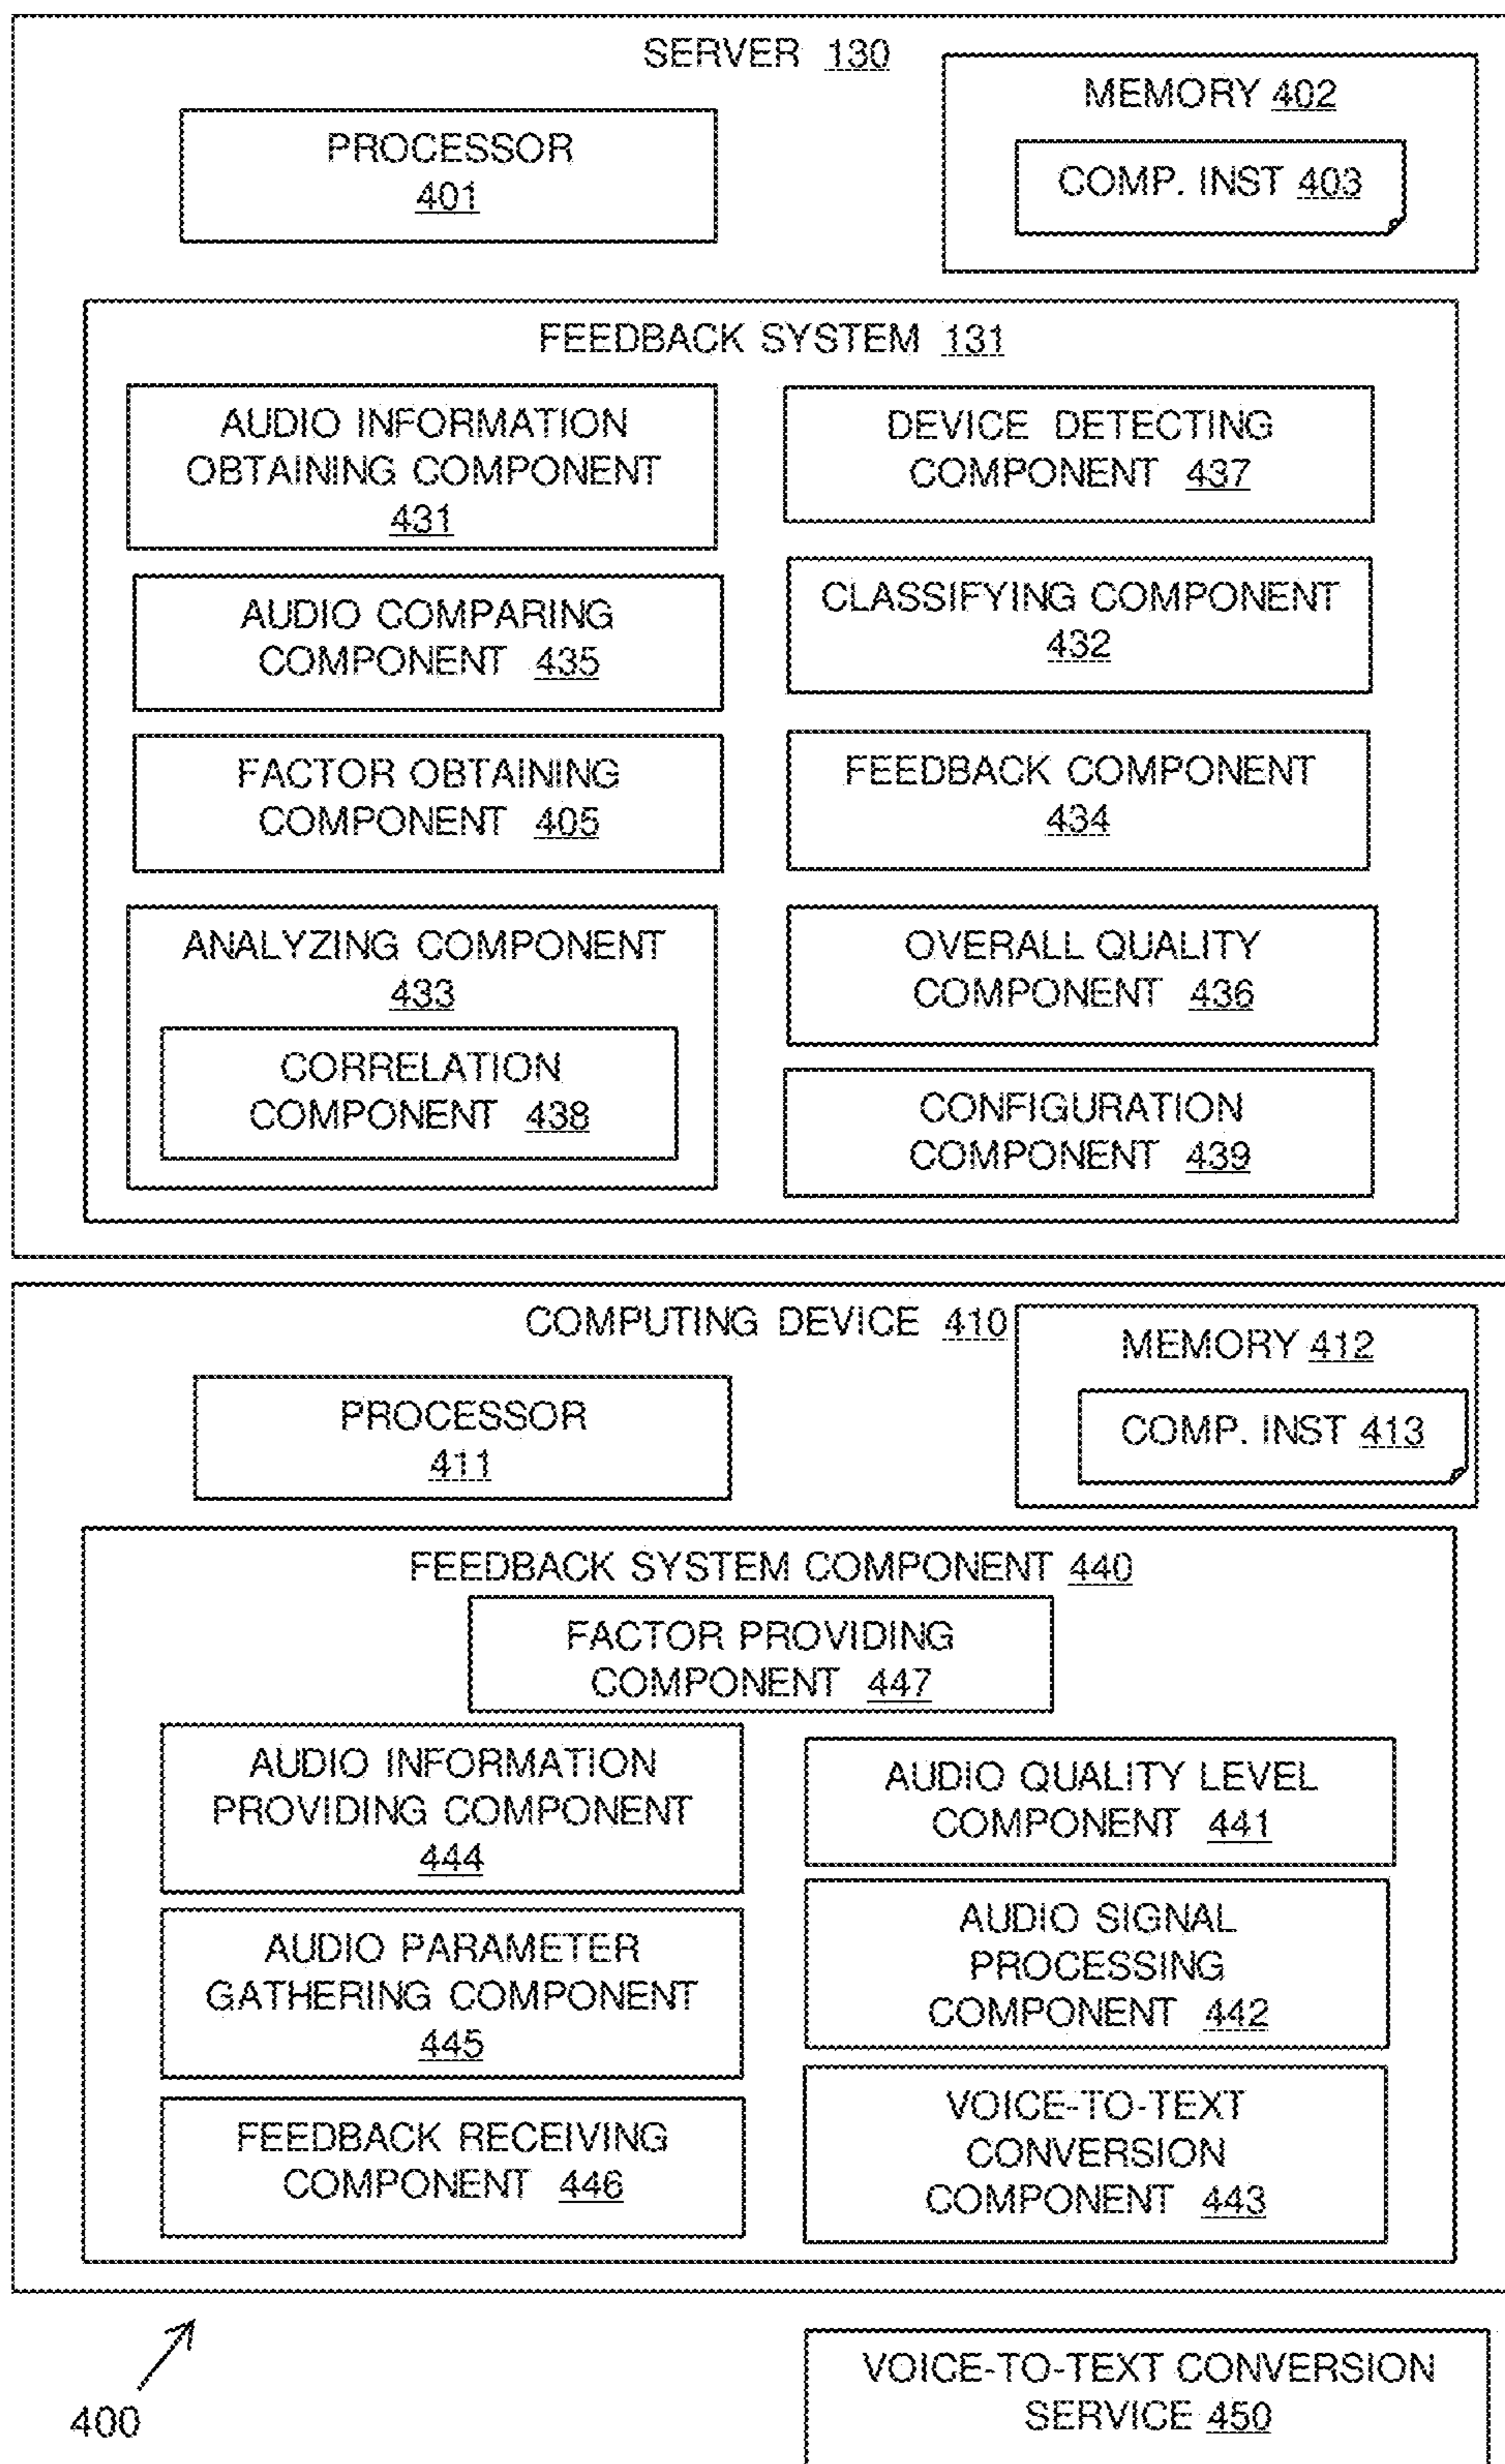 SERVER 130
MEMORY 402
COMP. INST 403
PROCESSOR
401
FEEDBACK SYSTEM 131
AUDIO INFORMATION
OBTAINING COMPONENT
431
DEVICE DETECTING
COMPONENT 437
AUDIO COMPARING
COMPONENT 435
CLASSIFYING COMPONENT
432
FACTOR OBTAINING
COMPONENT 405
FEEDBACK COMPONENT
434
ANALYZING COMPONENT
433
CORRELATION
COMPONENT 438
OVERALL QUALITY
COMPONENT 436
CONFIGURATION
COMPONENT 439
COMPUTING DEVICE 410
MEMORY 412
COMP. INST 413
PROCESSOR
411
FEEDBACK SYSTEM COMPONENT 440
FACTOR PROVIDING
COMPONENT 447
AUDIO INFORMATION
PROVIDING COMPONENT
444
AUDIO QUALITY LEVEL
COMPONENT 441
AUDIO PARAMETER
GATHERING COMPONENT
445
AUDIO SIGNAL
PROCESSING
COMPONENT 442
FEEDBACK RECEIVING
COMPONENT 446
VOICE-TO-TEXT
CONVERSION
COMPONENT 443
400
VOICE-TO-TEXT CONVERSION
SERVICE 450